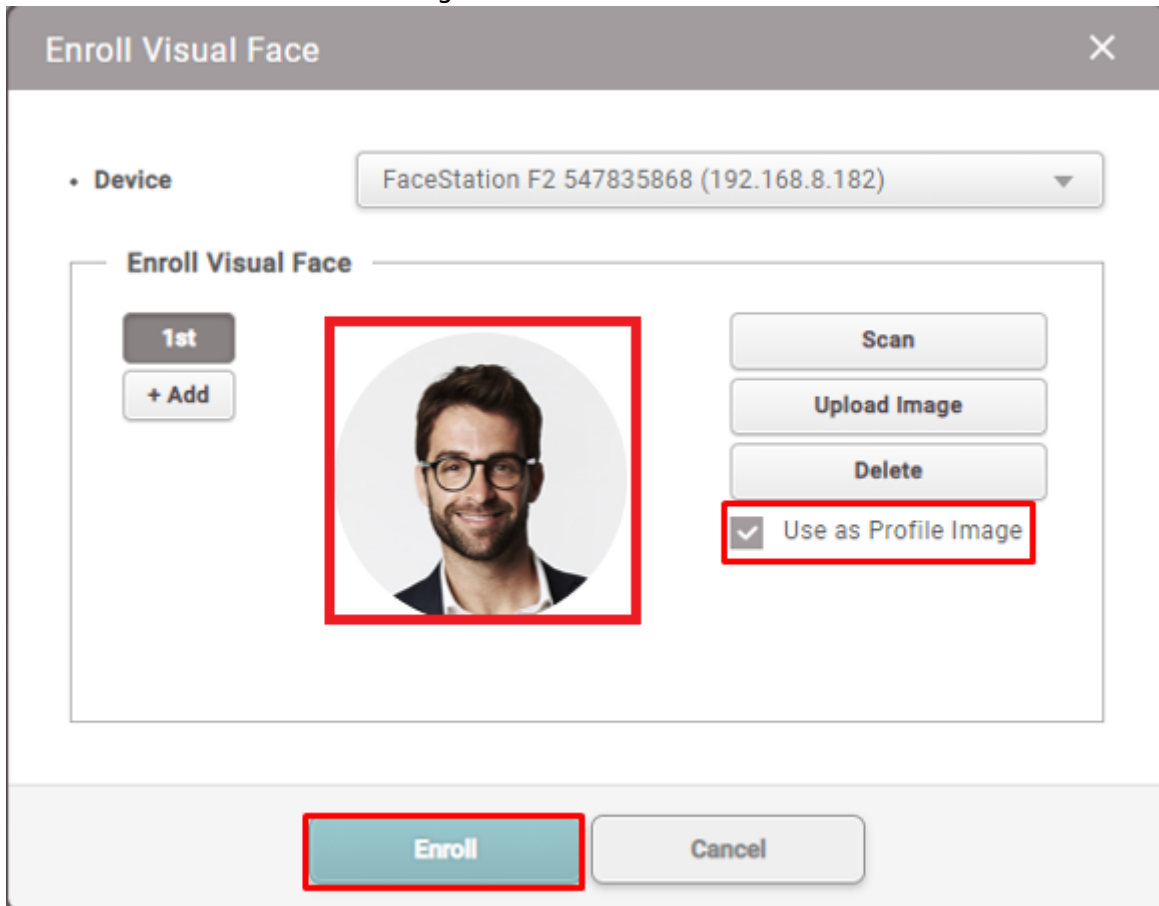 Enroll Visual Face
• Device
FaceStation F2 547835868 (192.168.8.182)
Enroll Visual Face
1st
+ Add
Scan
Upload Image
Delete
Use as Profile Image
Enroll
Cancel